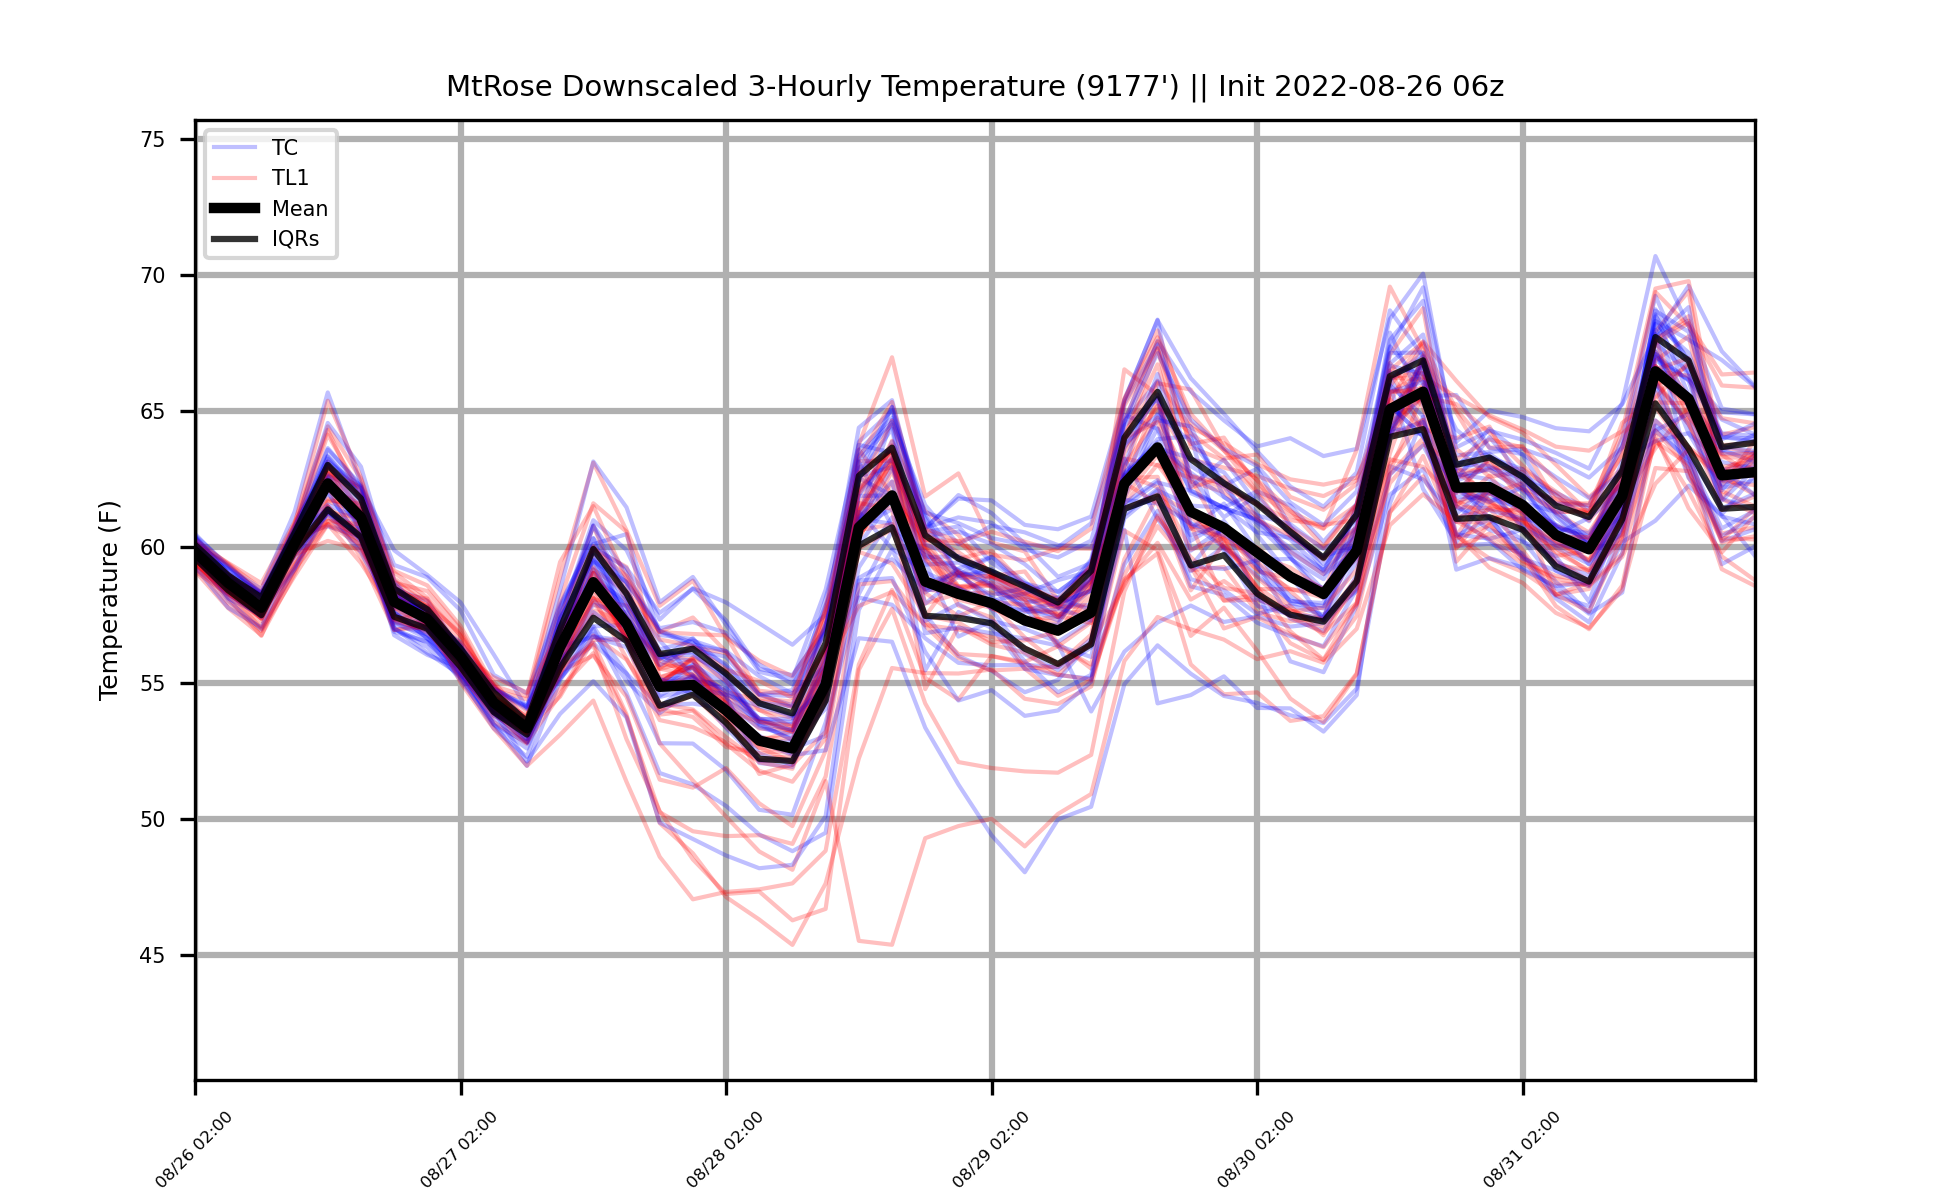 MtRose Downscaled 3-Hourly Temperature (9177') || Init 2022-08-26 06z
TC
TL1
Mean
IQRs
Temperature (F)
75
70
65
60
55
50
45
08/26 02:00
08/27 02:00
08/28 02:00
08/29 02:00
08/30 02:00
08/31 02:00